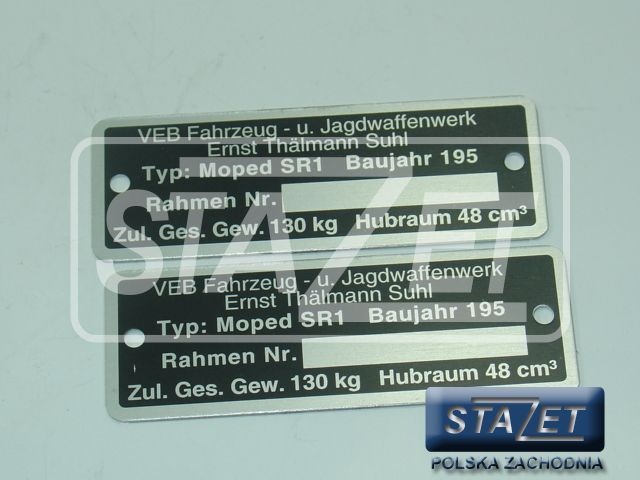 VEB Fahrzeug - u. Jagdwaffenwerk
Ernst Thälmann Suhl
Typ: Moped SR1 Baujahr 195
Rahmen Nr.
Zul. Ges. Gew. 130 kg Hubraum 48 cm³
VEB Fahrzeug - u. Jagdwaffenwerk
Ernst Thälmann Suhl
Typ: Moped SR1 Baujahr 195
Rahmen Nr.
Zul. Ges. Gew. 130 kg Hubraum 48 cm³
STAZET
STAZET
POLSKA ZACHODNIA